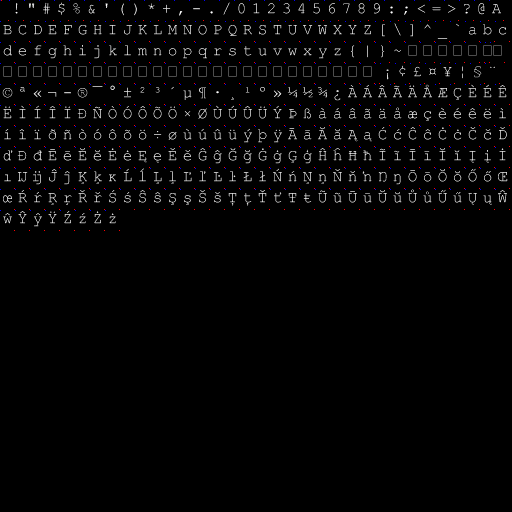 ! " # $ % & ' ( ) * + , - . / 0 1 2 3 4 5 6 7 8 9 : ; < = > ? @ A
B C D E F G H I J K L M N O P Q R S T U V W X Y Z [ \ ] ^ _ ` a b c
d e f g h i j k l m n o p q r s t u v w x y z { | } ~
¡ ¢ £ ¤ ¥ ¦ § ¨
© ª « ¬ - ® ¯ ° ± ² ³ ´ µ ¶ · ¸ ¹ º » ¼ ½ ¾ ¿ À Á Â Ã Ä Å Æ Ç È É Ê
Ë Ì Í Î Ï Ð Ñ Ò Ó Ô Õ Ö × Ø Ù Ú Û Ü Ý Þ ß à á â ã ä å æ ç è é ê ë ì
í î ï ð ñ ò ó ô õ ö ÷ ø ù ú û ü ý þ ÿ Ā ā Ă ă Ą ą Ć ć Ĉ ĉ Ċ ċ Č č Ď
ď Đ đ Ē ē Ĕ ĕ Ė ė Ę ę Ě ě Ĝ ĝ Ğ ğ Ġ ġ Ģ ģ Ĥ ĥ Ħ ħ Ĩ ĩ Ī ī Ĭ ĭ Į į İ
ı IJ ij Ĵ ĵ Ķ ķ ĸ Ĺ ĺ Ļ ļ Ľ ľ Ŀ ŀ Ł ł Ń ń Ņ ņ Ň ň ʼn Ŋ ŋ Ō ō Ŏ ŏ Ő ő Œ
œ Ŕ ŕ Ŗ ŗ Ř ř Ś ś Ŝ ŝ Ş ş Š š Ţ ţ Ť ť Ŧ ŧ Ũ ũ Ū ū Ŭ ŭ Ů ů Ű ű Ų ų Ŵ
ŵ Ŷ ŷ Ÿ Ź ź Ż ż